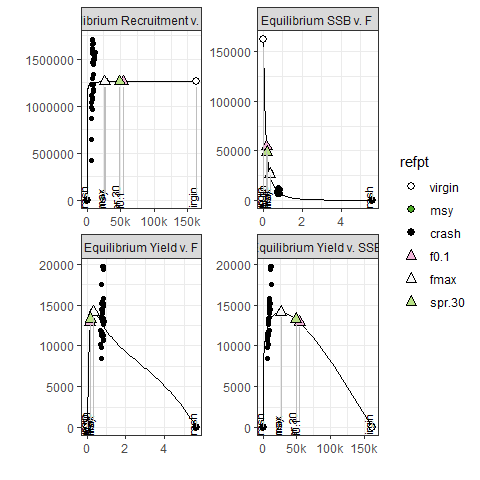 librium Recruitment v.
Equilibrium SSB v. F
1500000
1000000
500000
0
0
50k
100k
150k
virgin
150000
100000
50000
0
0
2
4
refpt
virgin
msy
crash
f0.1
fmax
spr.30
Equilibrium Yield v. F
quilibrium Yield v. SSB
20000
15000
10000
5000
0
0
2
4
20000
15000
10000
5000
0
0
50k
100k
150k